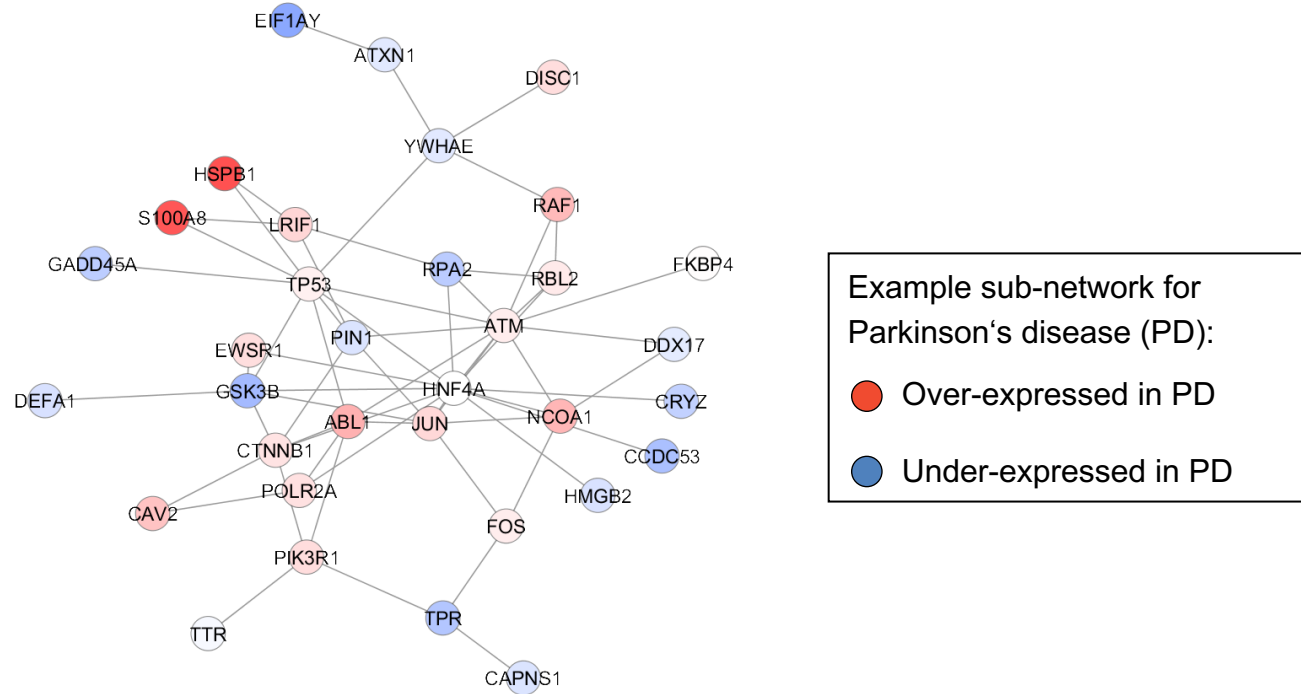 EIF1AY
ATXN1
DISC1
YWHAE
HSPB1
RAF1
S100A8
LRIF1
GADD45A
RPA2
FKBP4
TP53
RBL2
ATM
PIN1
EWSR1
DDX17
HNF4A
GSK3B
DEFA1
CRYZ
ABL1
JUN
NCOA1
CTNNB1
CCDC53
POLR2A
HMGB2
CAV2
FOS
PIK3R1
TPR
TTR
CAPNS1
Example sub-network for
Parkinson‘s disease (PD):
Over-expressed in PD
Under-expressed in PD